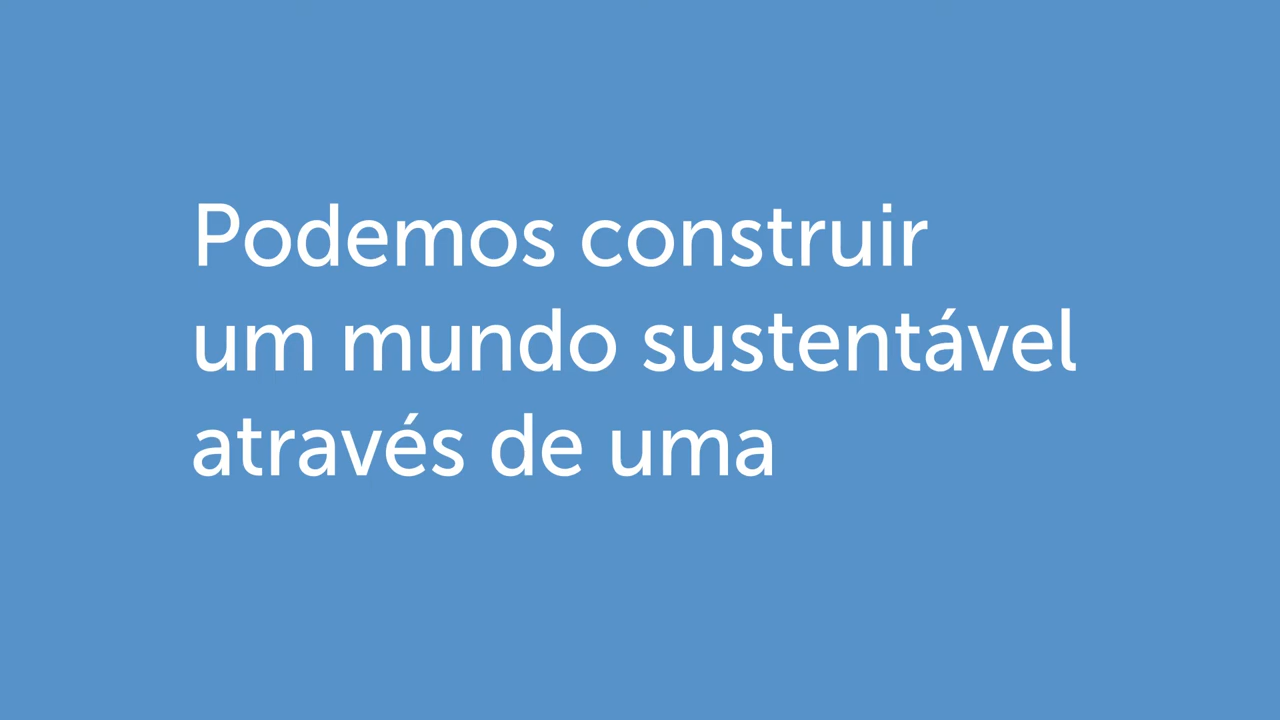 Podemos construir
um mundo sustentável
através de uma